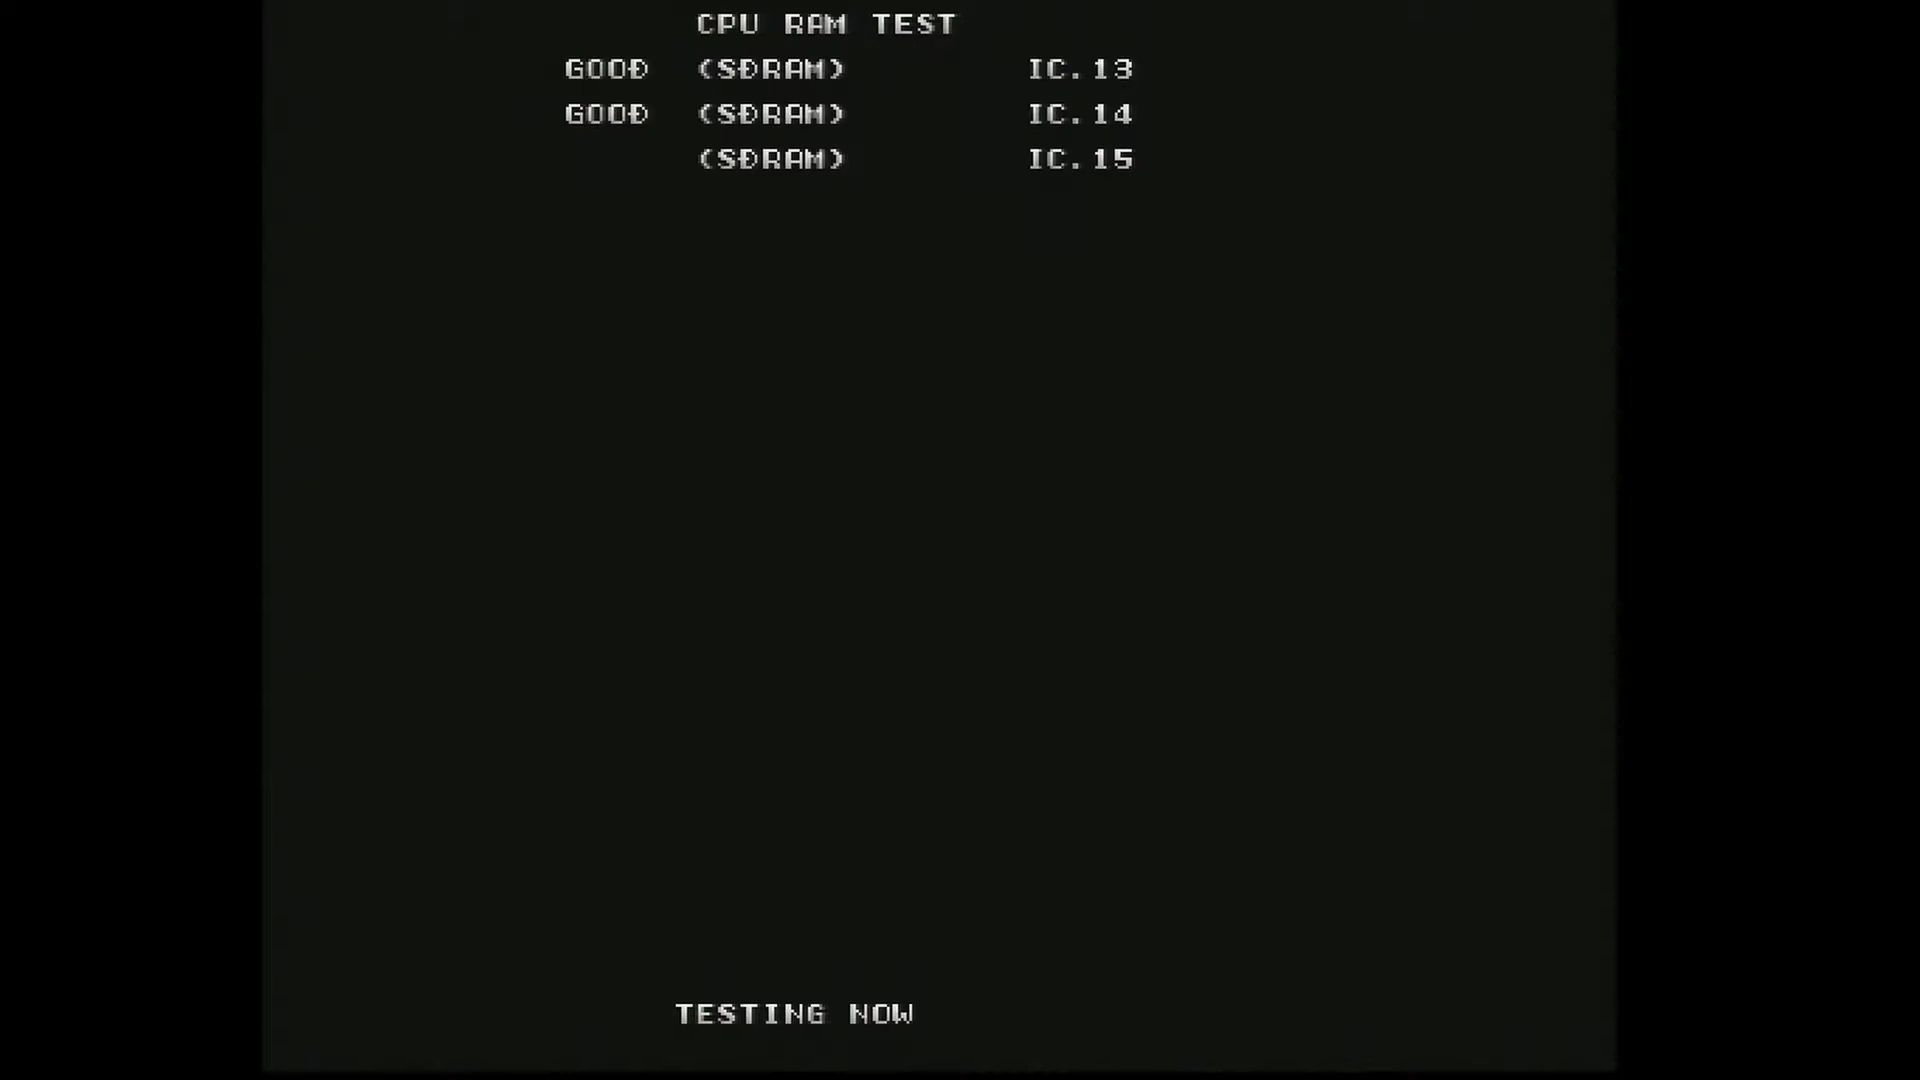 CPU RAM TEST
GOOD (SDRAM) IC.13
GOOD (SDRAM) IC.14
(SDRAM) IC.15
TESTING NOW